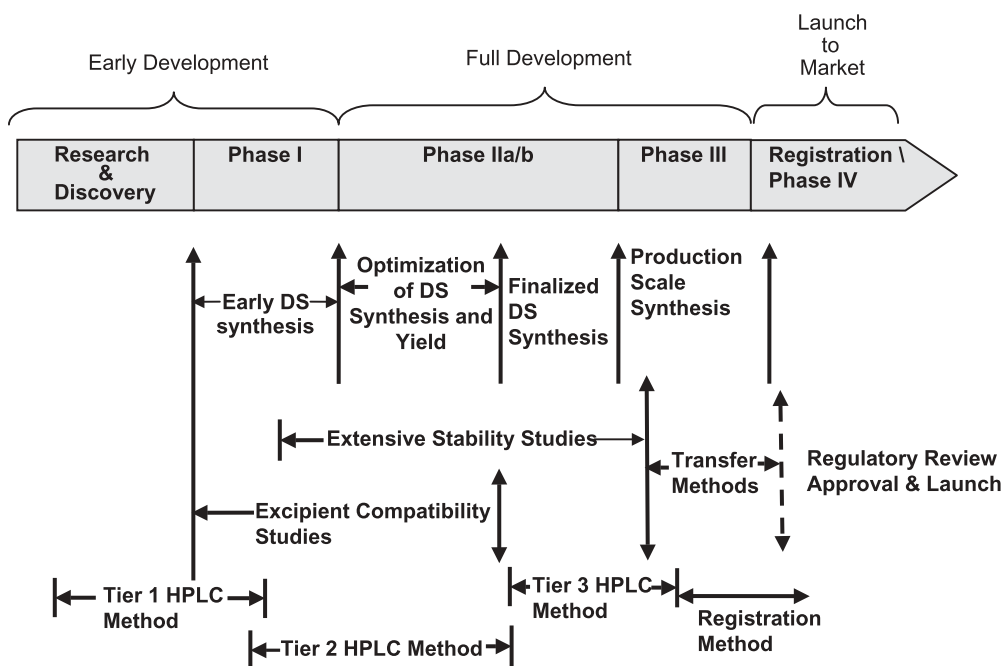 Early Development
Full Development
Launch
to
Market
Research
&
Discovery
Phase I
Phase IIa/b
Phase III
Registration \
Phase IV
Early DS
synthesis
Optimization
of DS
Synthesis and
Yield
Finalized
DS
Synthesis
Production
Scale
Synthesis
Extensive Stability Studies
Transfer
Methods
Regulatory Review
Approval & Launch
Excipient Compatibility
Studies
Tier 1 HPLC
Method
Tier 2 HPLC Method
Tier 3 HPLC
Method
Registration
Method